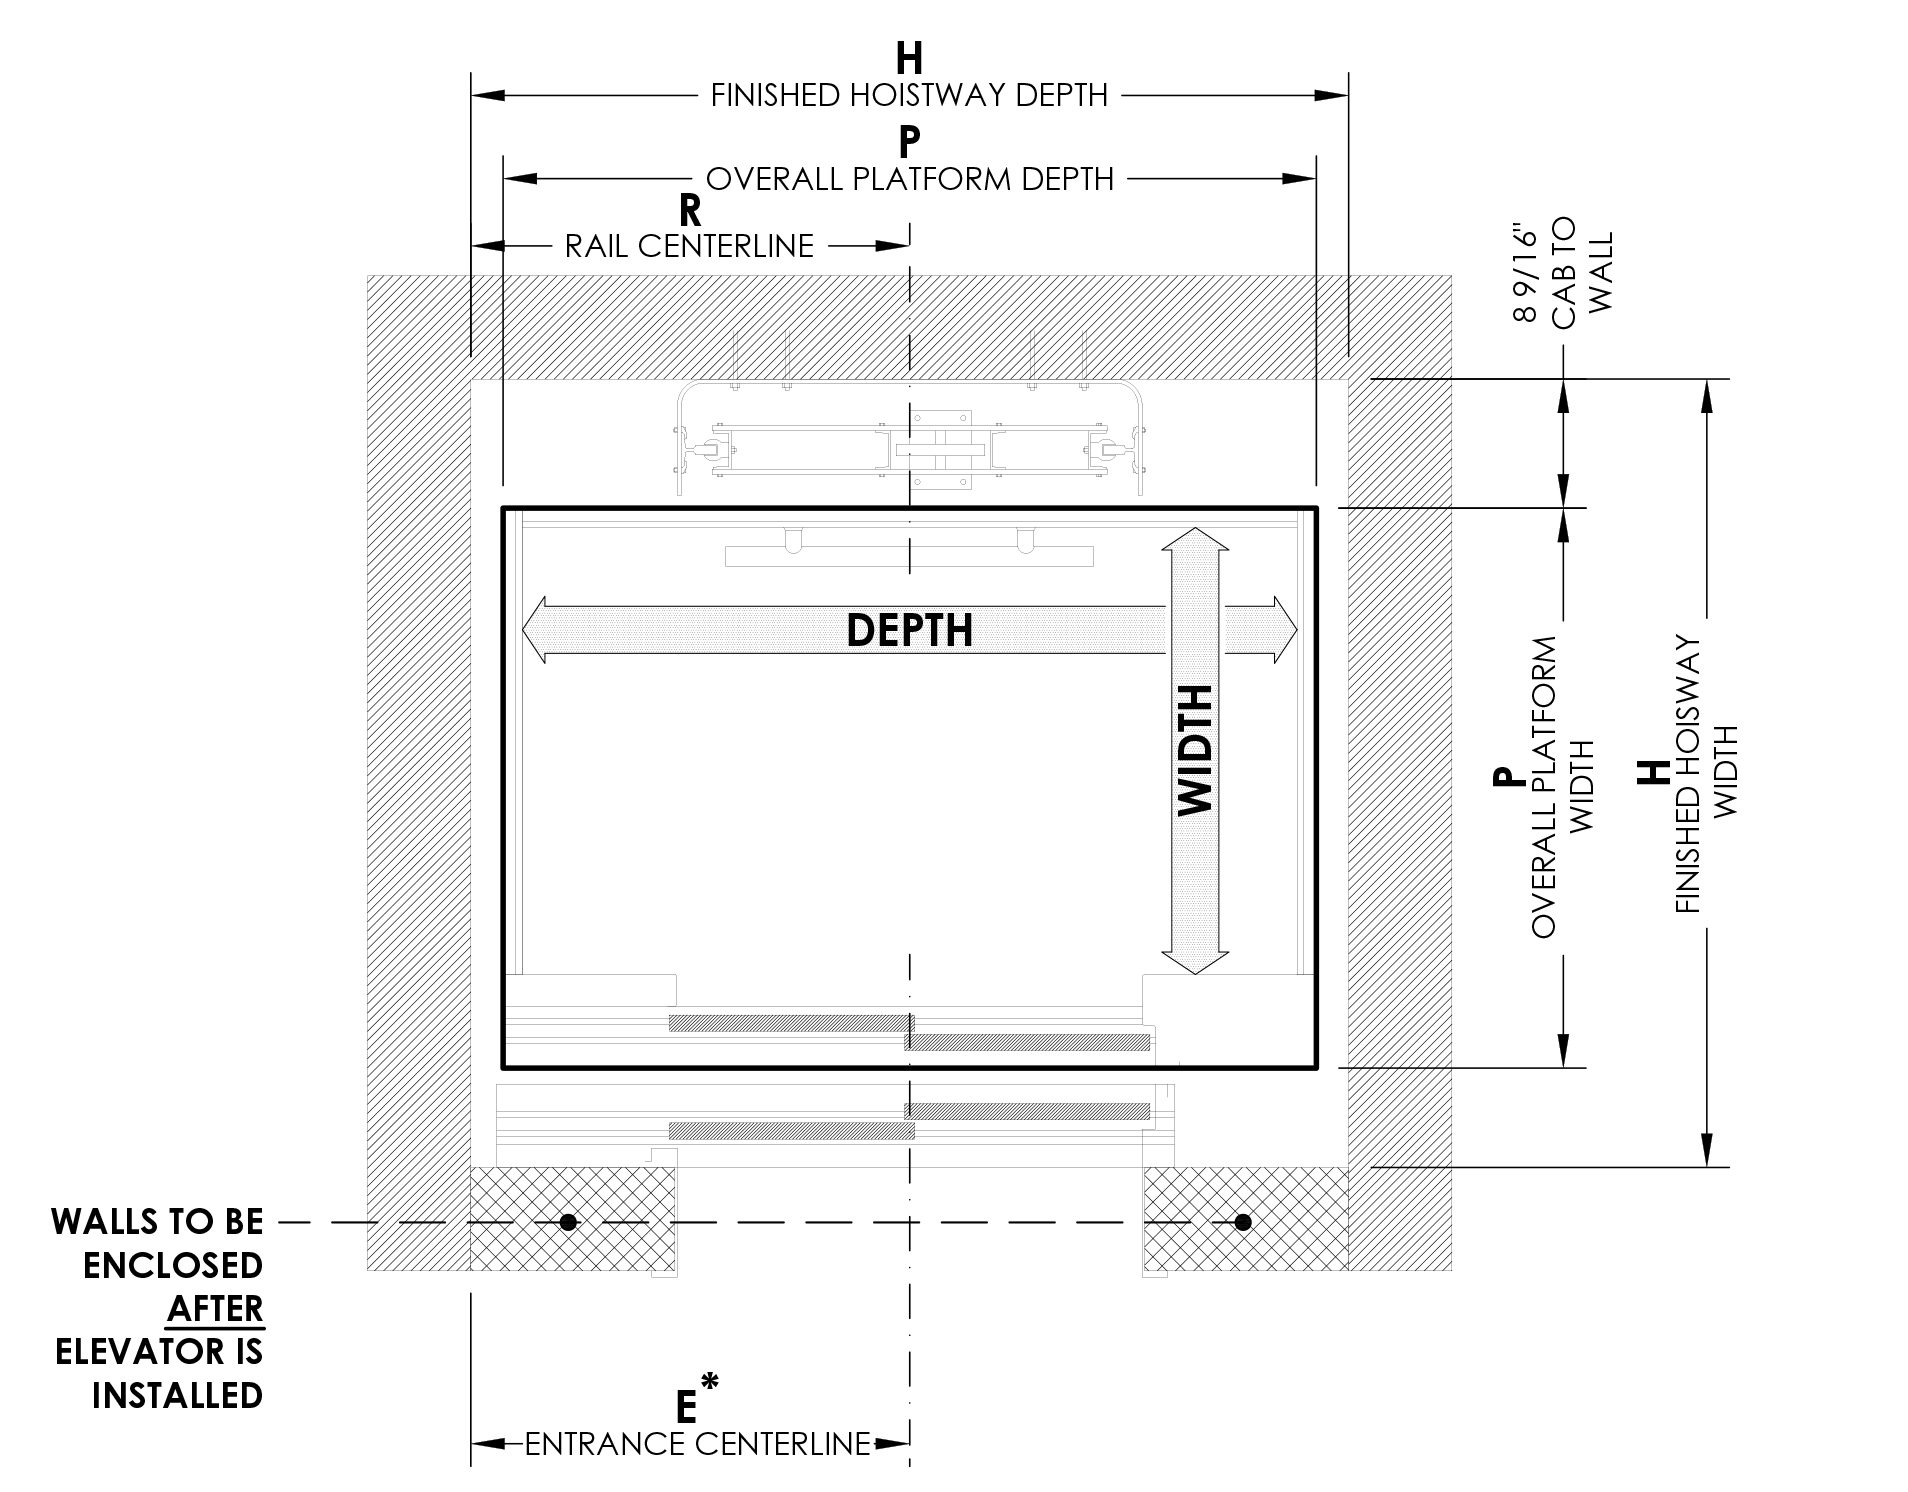 H
FINISHED HOISTWAY DEPTH
P
OVERALL PLATFORM DEPTH
R
RAIL CENTERLINE
8 9/16"
CAB TO
WALL
DEPTH
WIDTH
P
OVERALL PLATFORM
WIDTH
H
FINISHED HOISWAY
WIDTH
WALLS TO BE
ENCLOSED
AFTER
ELEVATOR IS
INSTALLED
E*
ENTRANCE CENTERLINE